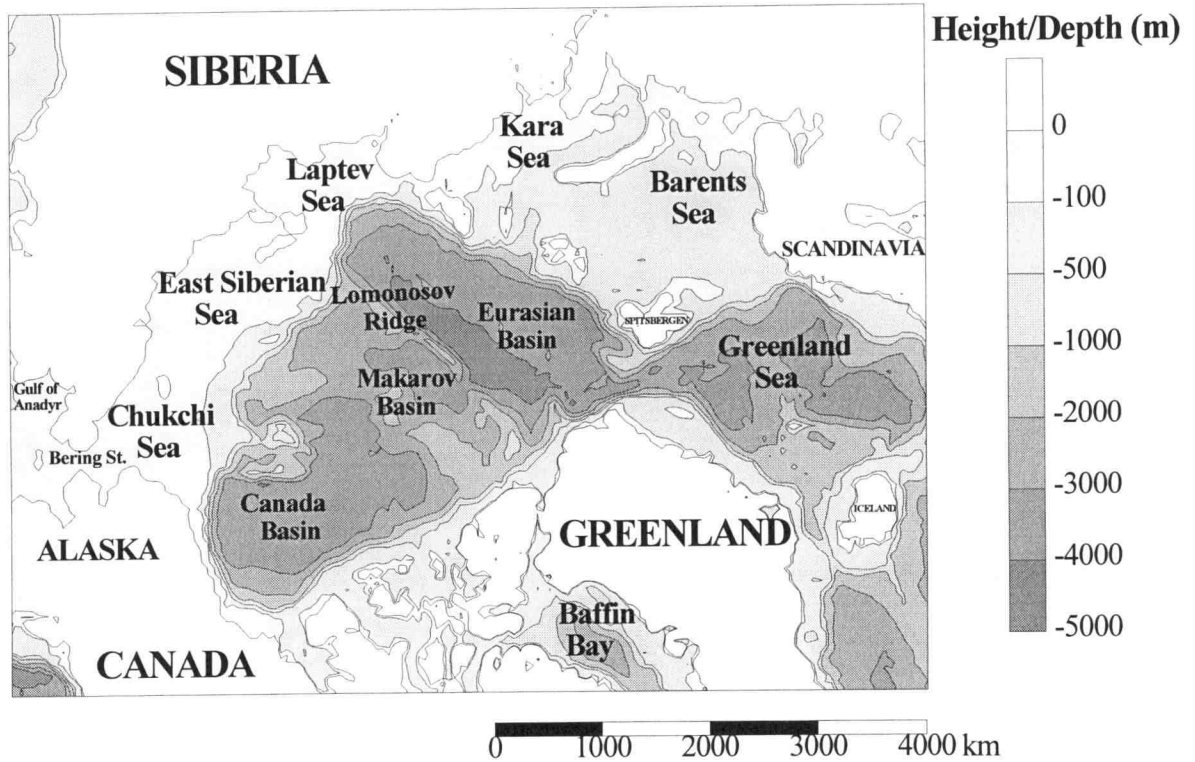 Height/Depth (m)
SIBERIA
Kara
Sea
Laptev
Sea
Barents
Sea
SCANDINAVIA
East Siberian
Sea
Lomonosov
Ridge
Eurasian
Basin
SPITSBERGEN
Greenland
Sea
Makarov
Basin
Gulf of
Anadyr
Chukchi
Sea
Bering St.
Canada
Basin
ICELAND
ALASKA
GREENLAND
Baffin
Bay
CANADA
0
-100
-500
-1000
-2000
-3000
-4000
-5000
0 1000 2000 3000 4000 km